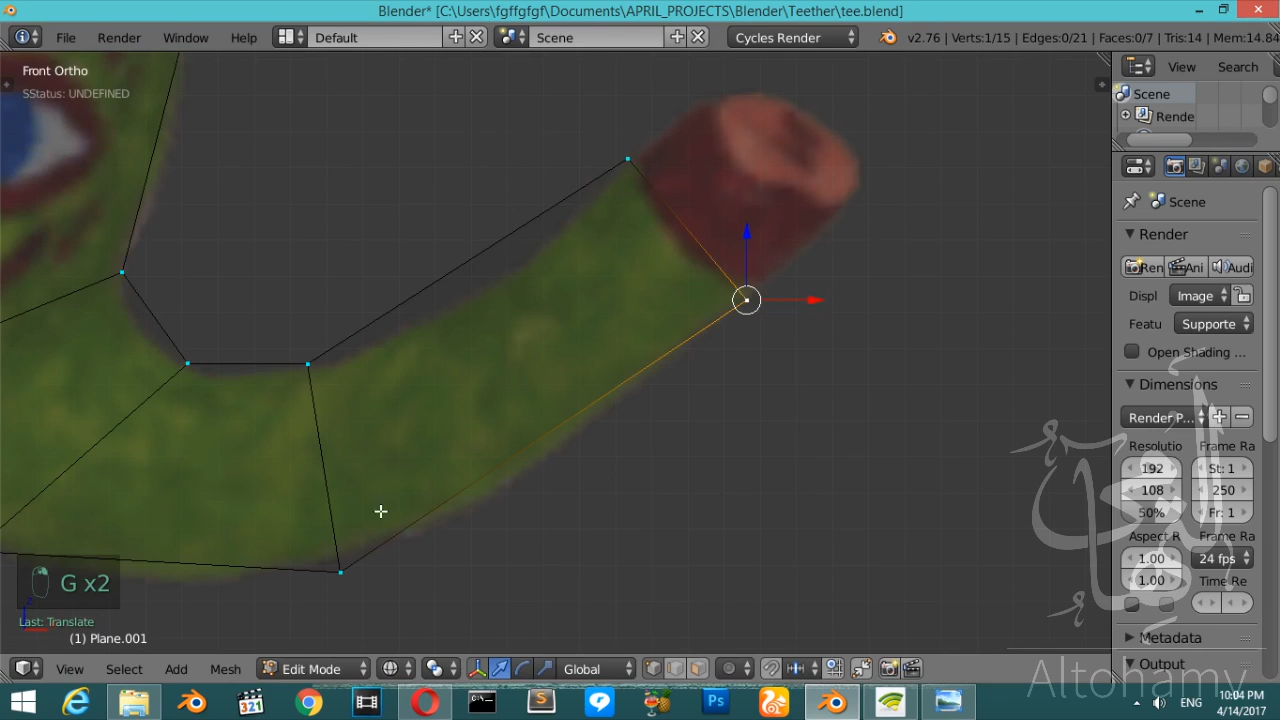 Blender* [C:\Users\fgffgfgf\Documents\APRIL_PROJECTS\Blender\Teether\tee.blend]
File Render Window Help Default Scene Cycles Render v2.76 | Verts:1/15 | Edges:0/21 | Faces:0/7 | Tris:14 | Mem:14.84
Front Ortho
SStatus: UNDEFINED
View Search
Scene
Rende
Scene
Render
Ren Ani Audi
Displ Image
Featu Supporte
Open Shading ...
Dimensions
Render P...
Resolutio Frame Ra
192 St: 1
108 250
50% Fr: 1
Aspect R Frame Ra
1.00 24 fps
1.00 Time Re
Metadata
Output
G x2
Last: Translate
(1) Plane.001
View Select Add Mesh Edit Mode Global
Altohamy
321 Ps ENG 10:04 PM
4/14/2017